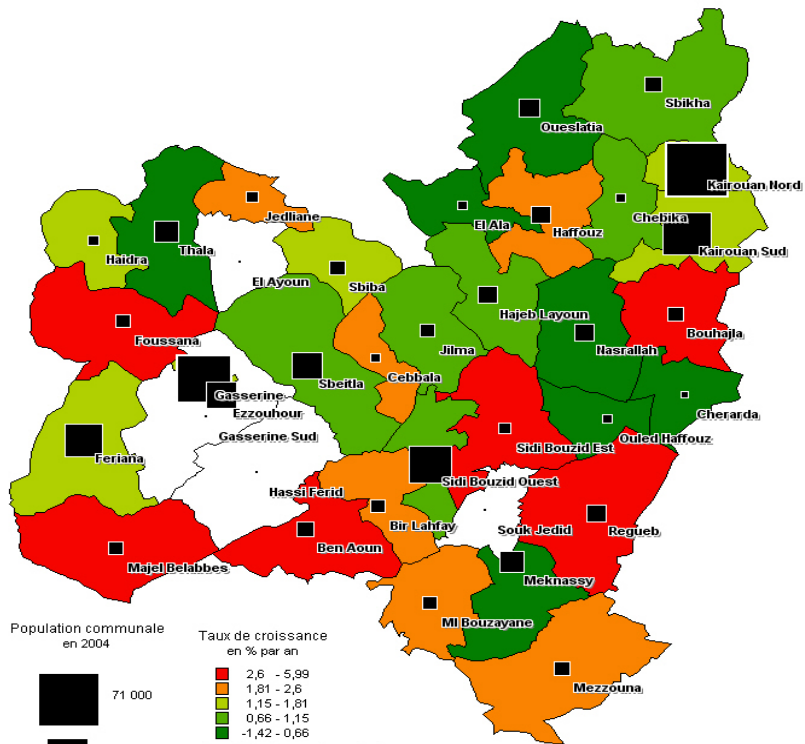 Sbikha
Oueslatia
Kairouan Nord
Jedliane
El Ala
Haffouz
Chebika
Thala
Haidra
Kairouan Sud
El Ayoun
Sbiba
Hajeb Layoun
Foussana
Jilma
Nasrallah
Bouhajla
Sbeitla
Cebbala
Gasserine
Ezzouhour
Cherarda
Gasserine Sud
Ouled Haffouz
Sidi Bouzid Est
Feriana
Sidi Bouzid Ouest
Hassi Ferid
Bir Lahfay
Souk Jedid
Regueb
Ben Aoun
Majel Belabbes
Meknassy
Ml Bouzayane
Mezzouna
Population communale
en 2004
71 000
Taux de croissance
en % par an
2,6 - 5,99
1,81 - 2,6
1,15 - 1,81
0,66 - 1,15
-1,42 - 0,66